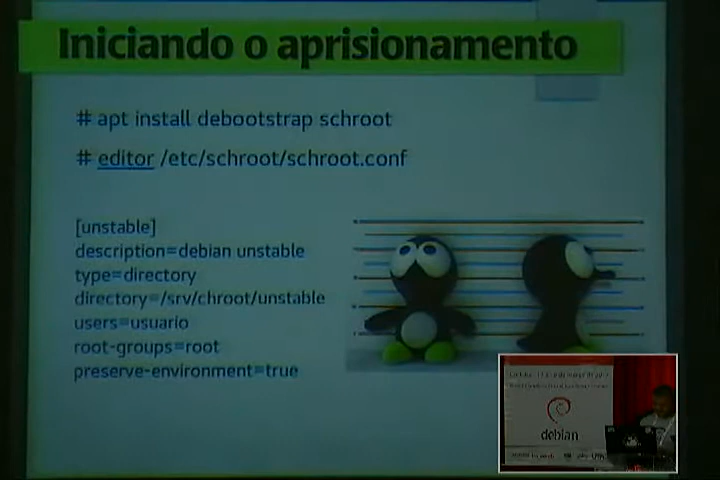 Iniciando o aprisionamento
# apt install debootstrap schroot
# editor /etc/schroot/schroot.conf
[unstable]
description=debian unstable
type=directory
directory=/srv/chroot/unstable
users=usuario
root-groups=root
preserve-environment=true
debian